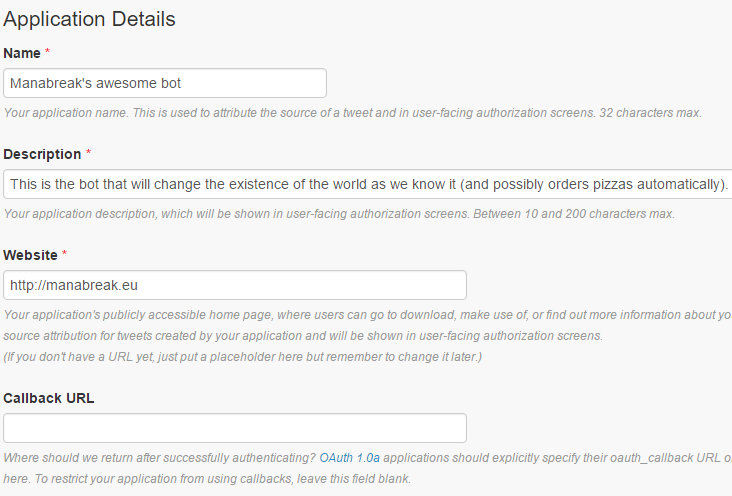 Application Details
Name *
Manabreak's awesome bot
Your application name. This is used to attribute the source of a tweet and in user-facing authorization screens. 32 characters max.
Description *
This is the bot that will change the existence of the world as we know it (and possibly orders pizzas automatically).
Your application description, which will be shown in user-facing authorization screens. Between 10 and 200 characters max.
Website *
http://manabreak.eu
Your application's publicly accessible home page, where users can go to download, make use of, or find out more information about
source attribution for tweets created by your application and will be shown in user-facing authorization screens.
(If you don't have a URL yet, just put a placeholder here but remember to change it later.)
Callback URL
Where should we return after successfully authenticating? OAuth 1.0a applications should explicitly specify their oauth_callback URL
here. To restrict your application from using callbacks, leave this field blank.